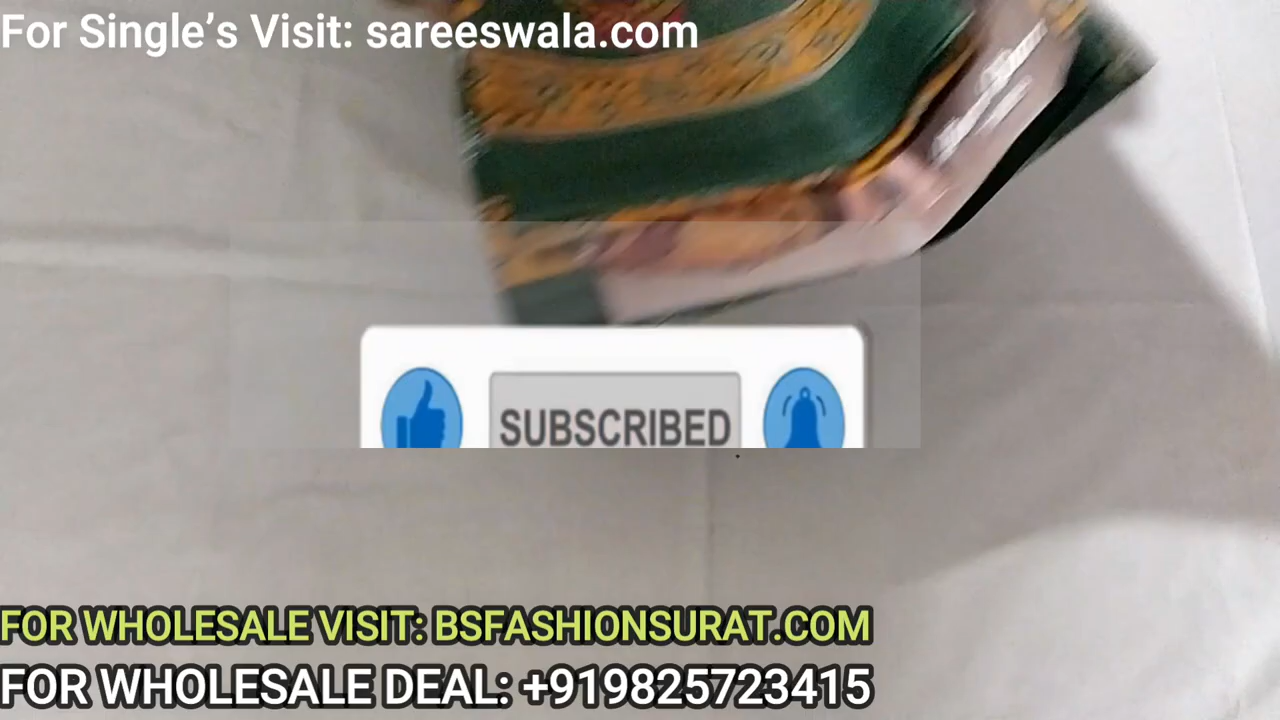 For Single’s Visit: sareeswala.com
SUBSCRIBED
FOR WHOLESALE VISIT: BSFASHIONSURAT.COM
FOR WHOLESALE DEAL: +919825723415